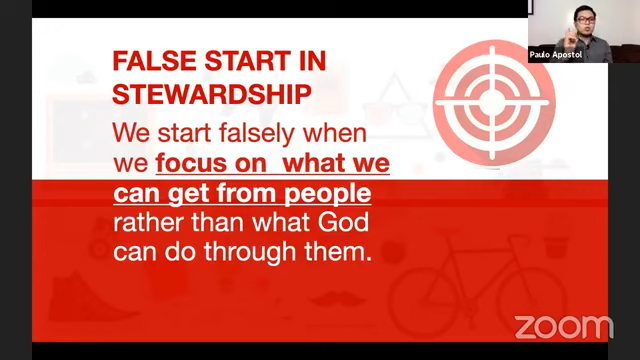 FALSE START IN
STEWARDSHIP
We start falsely when
we focus on what we
can get from people
rather than what God
can do through them.
Paulo Apostol
zoom